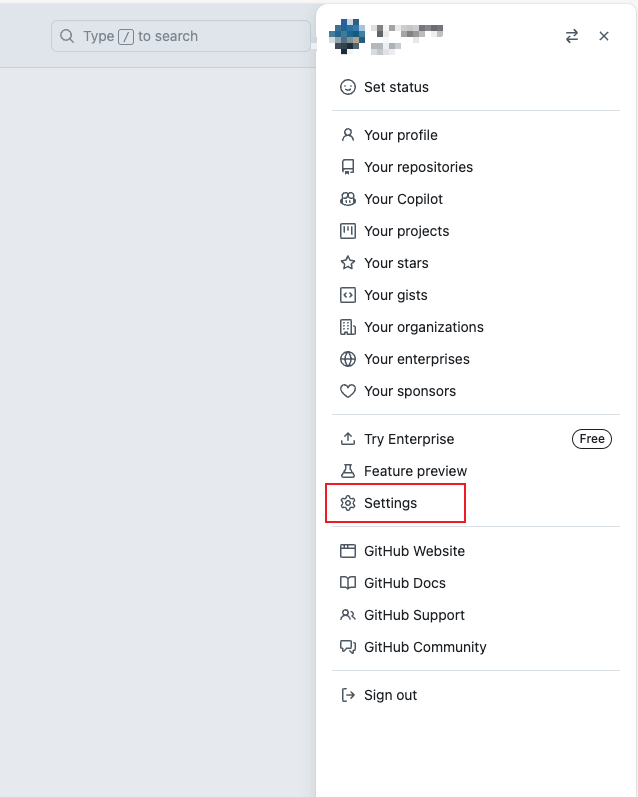 Type / to search
Set status
Your profile
Your repositories
Your Copilot
Your projects
Your stars
Your gists
Your organizations
Your enterprises
Your sponsors
Try Enterprise Free
Feature preview
Settings
GitHub Website
GitHub Docs
GitHub Support
GitHub Community
Sign out